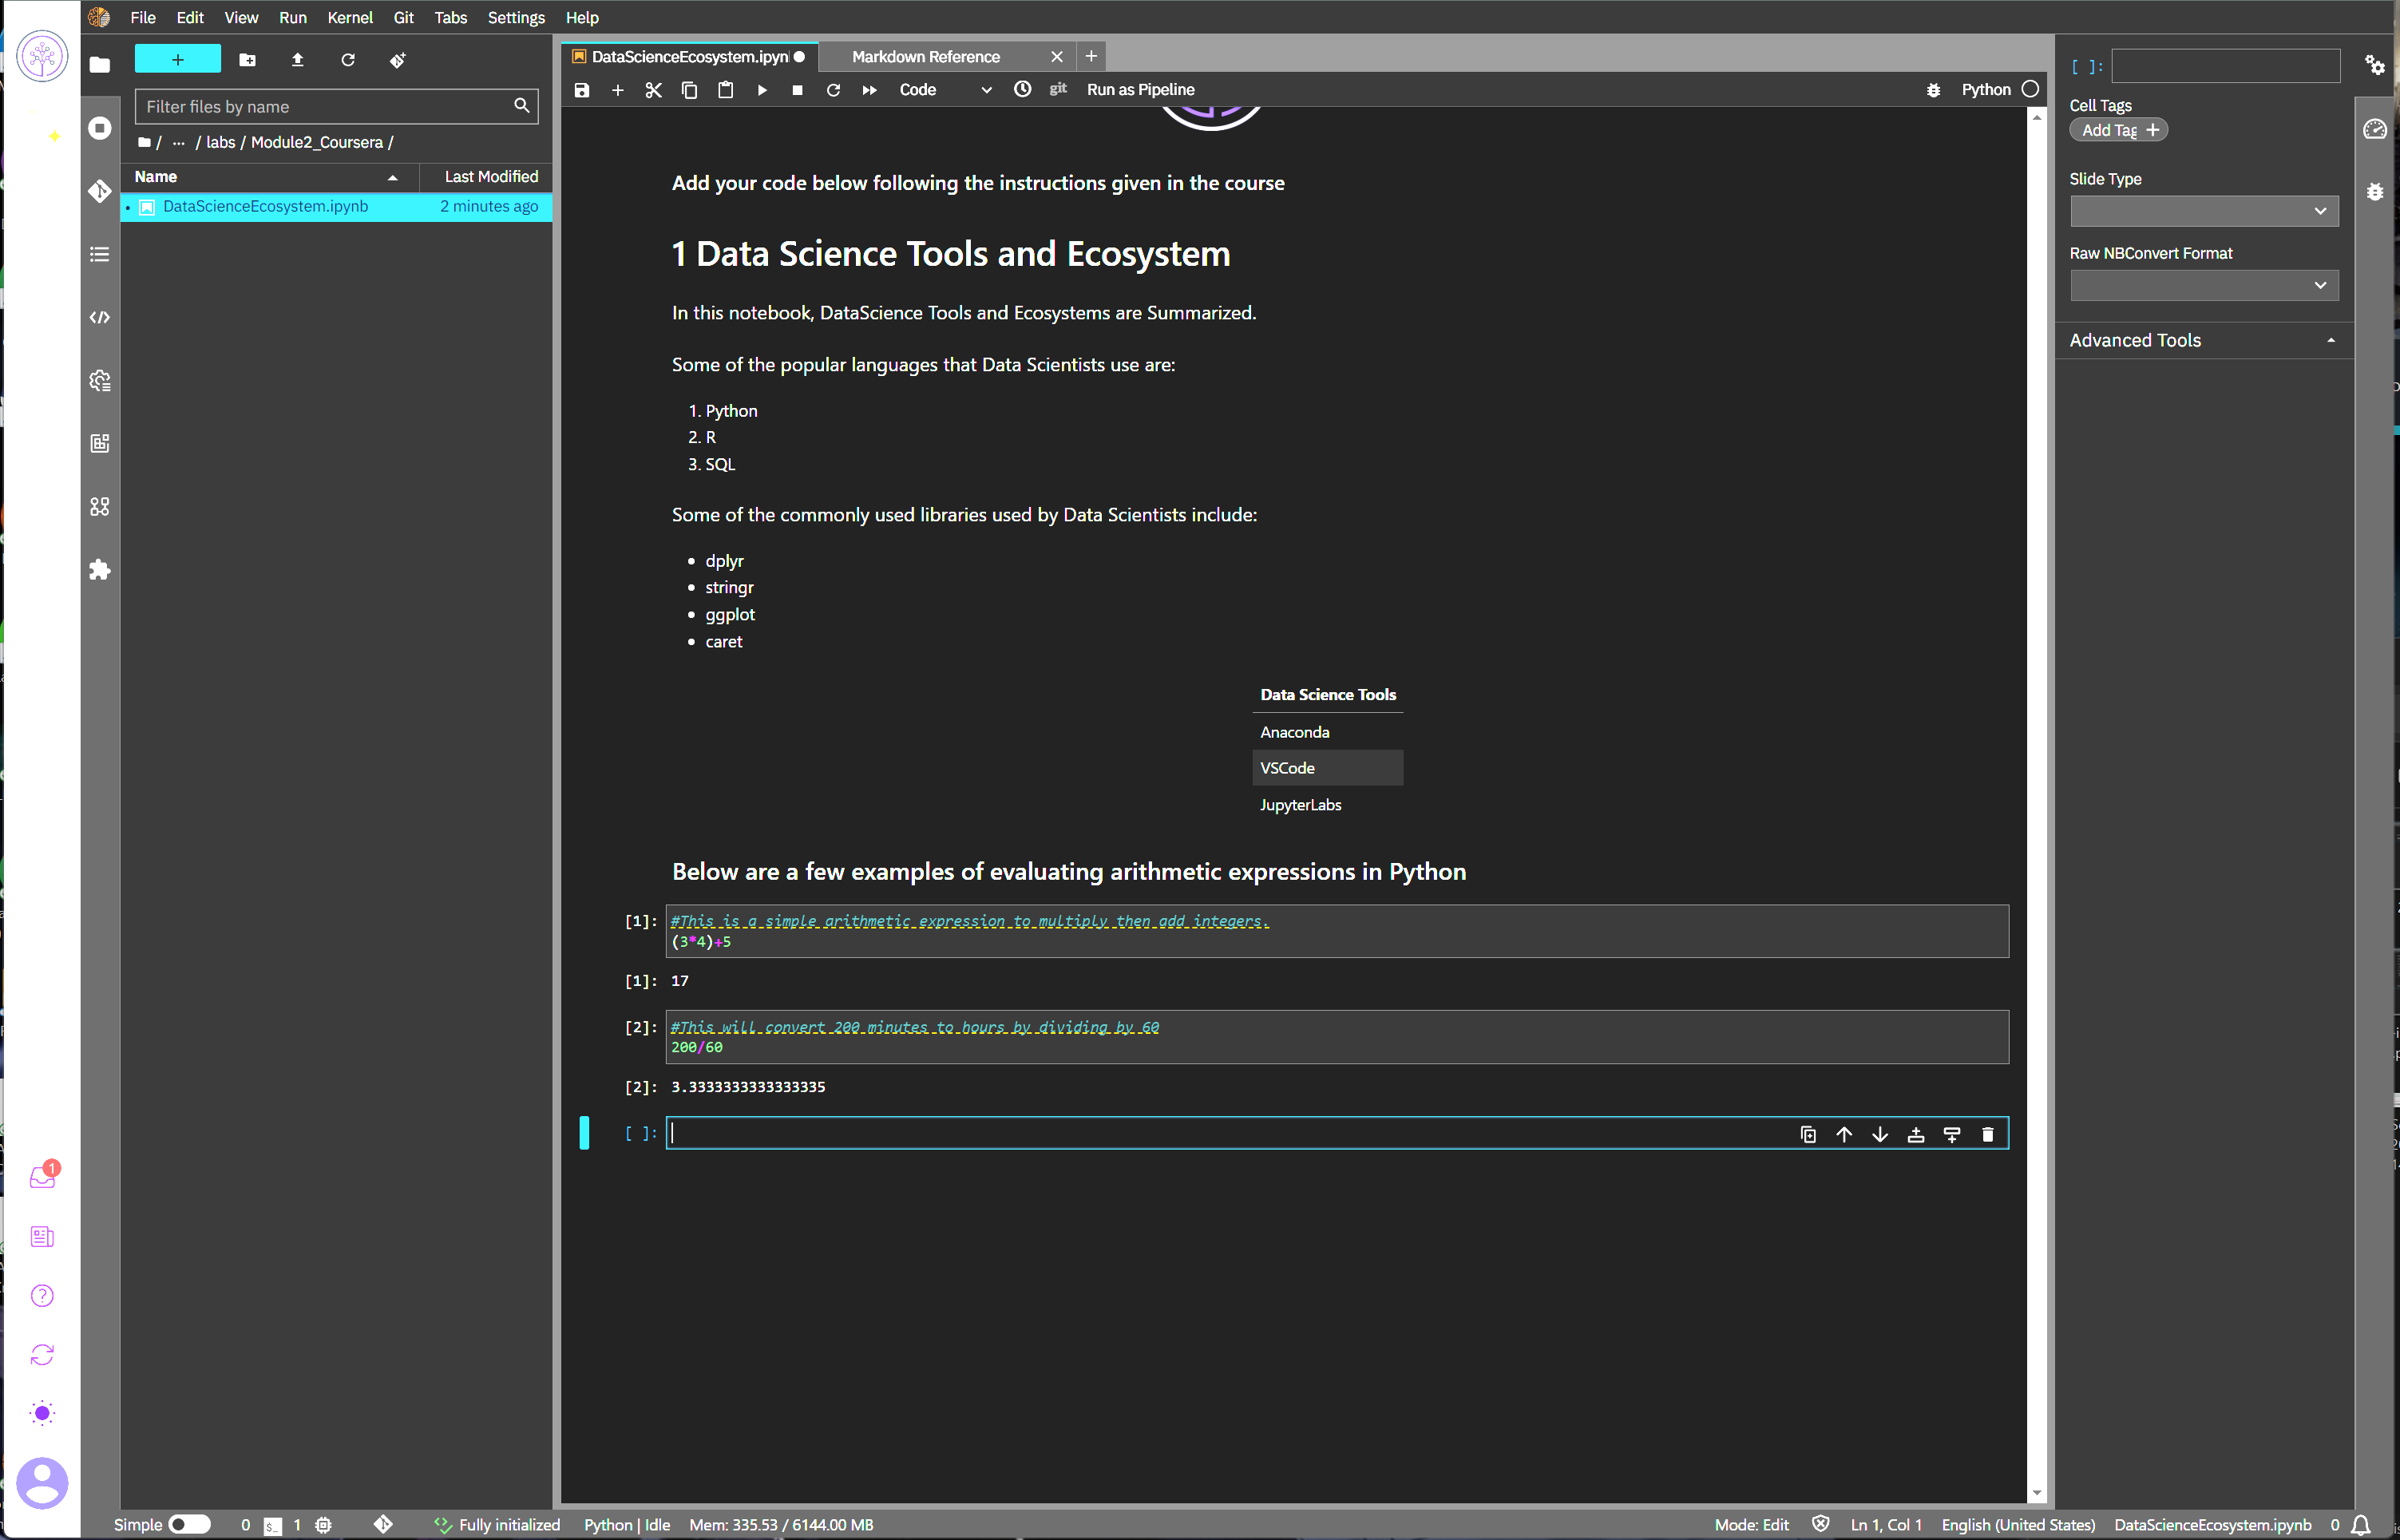 File Edit View Run Kernel Git Tabs Settings Help
Filter files by name
/ ... / labs / Module2_Coursera /
Name Last Modified
DataScienceEcosystem.ipynb 2 minutes ago
DataScienceEcosystem.ipyn
Markdown Reference
Code git Run as Pipeline Python
Add your code below following the instructions given in the course
1 Data Science Tools and Ecosystem
In this notebook, DataScience Tools and Ecosystems are Summarized.
Some of the popular languages that Data Scientists use are:
1. Python
2. R
3. SQL
Some of the commonly used libraries used by Data Scientists include:
• dplyr
• stringr
• ggplot
• caret
Data Science Tools
Anaconda
VSCode
JupyterLabs
Below are a few examples of evaluating arithmetic expressions in Python
[1]: #This is a simple arithmetic expression to multiply then add integers.
(3*4)+5
[1]: 17
[2]: #This will convert 200 minutes to hours by dividing by 60
200/60
[2]: 3.3333333333333335
[ ]:
[ ]:
Cell Tags
Add Tag +
Slide Type
Raw NBConvert Format
Advanced Tools
1
Simple 0 $_ 1 Fully initialized Python | Idle Mem: 335.53 / 6144.00 MB
Mode: Edit Ln 1, Col 1 English (United States) DataScienceEcosystem.ipynb 0